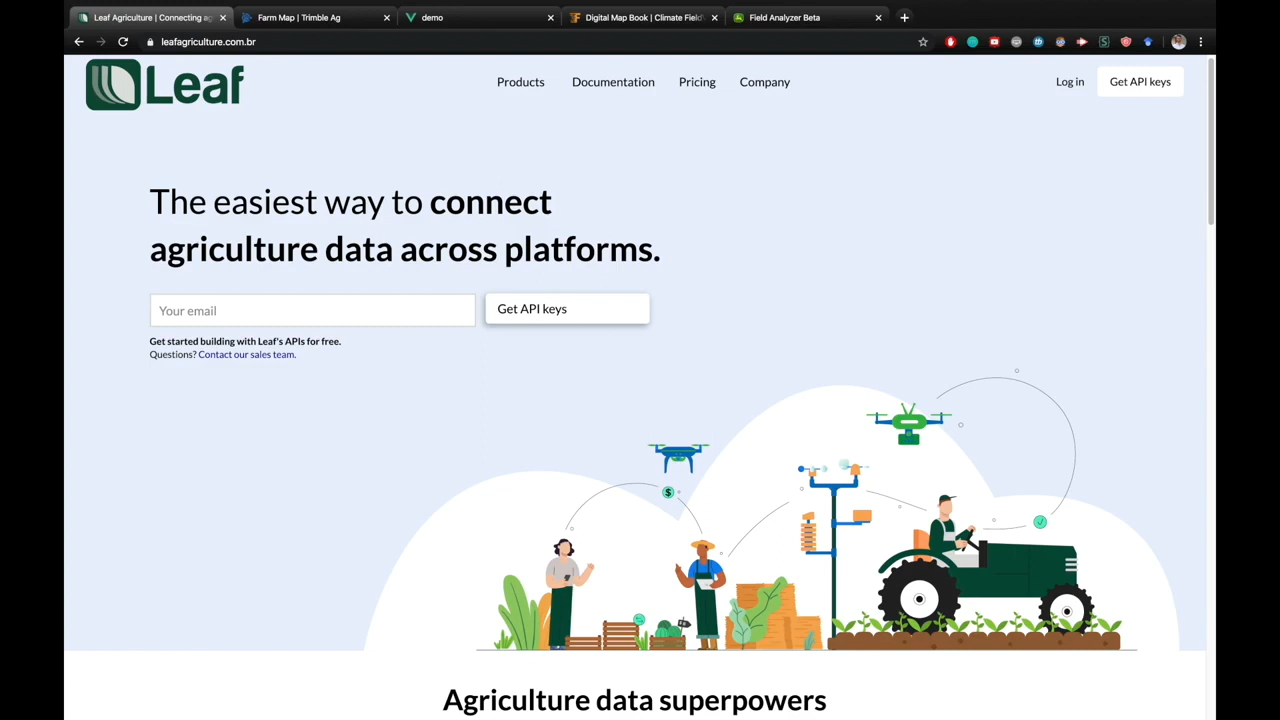 Leaf Agriculture | Connecting ag
Farm Map | Trimble Ag
demo
Digital Map Book | Climate Field
Field Analyzer Beta
leafagriculture.com.br
Leaf
Products
Documentation
Pricing
Company
Log in
Get API keys
The easiest way to connect
agriculture data across platforms.
Your email
Get API keys
Get started building with Leaf's APIs for free.
Questions? Contact our sales team.
$
Agriculture data superpowers